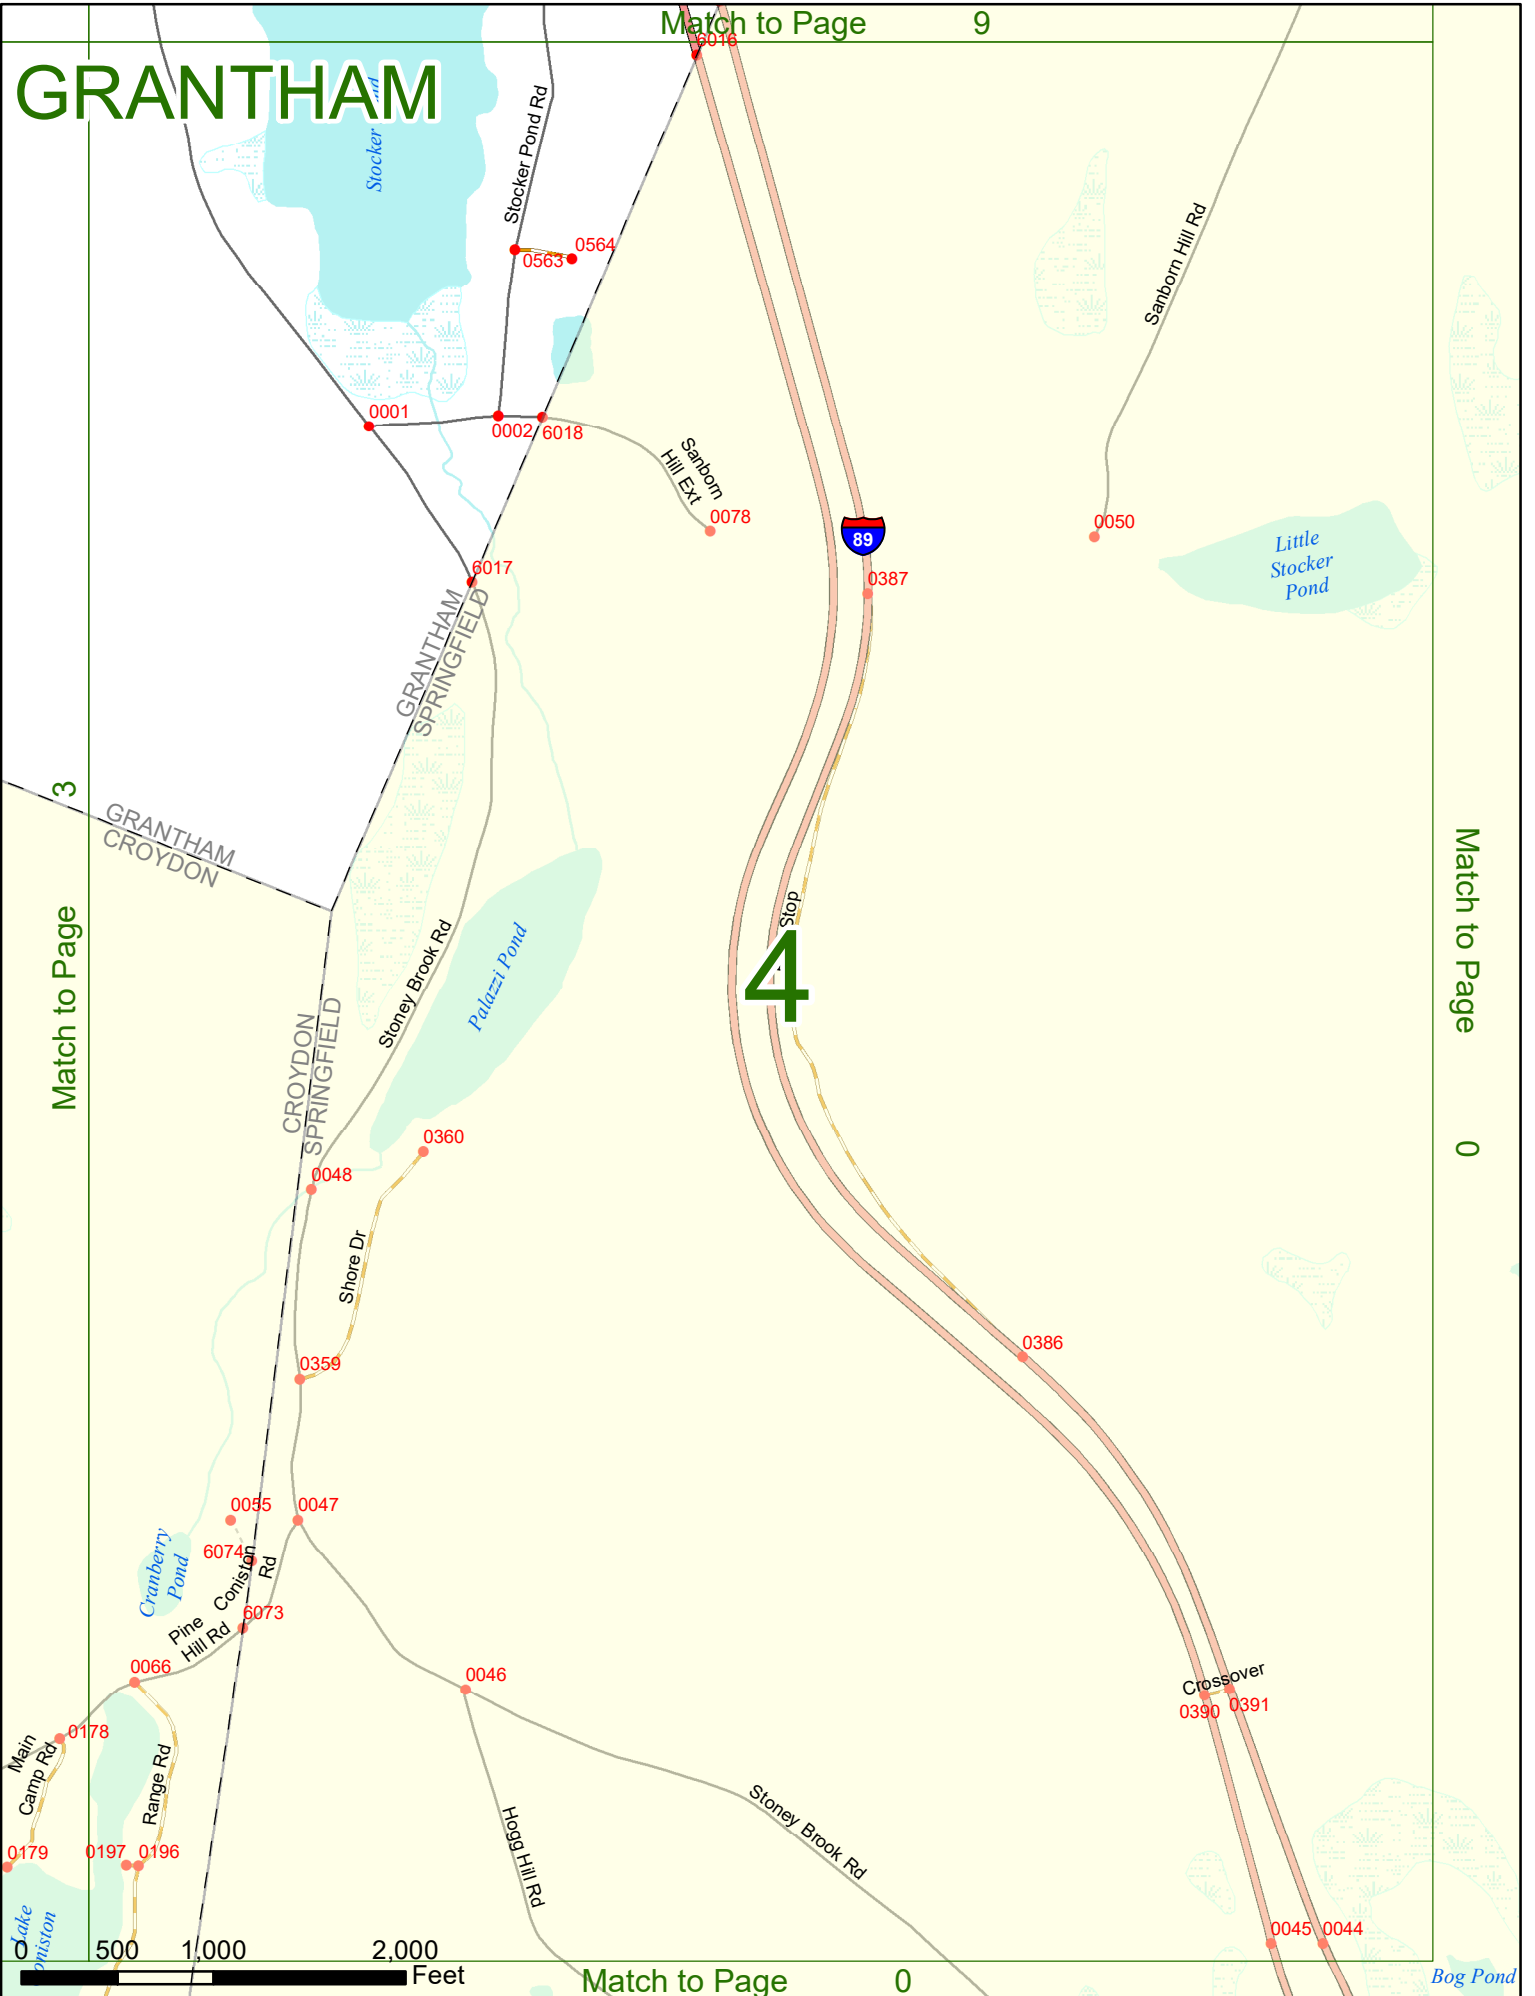 Match to Page 9
GRANTHAM
6016
Stocker
Stocker Pond Rd
0564
0563
Sanborn Hill Rd
0001
0002
6018
Sanborn
Hill Ext
0078
89
0050
Little
Stocker
Pond
6017
0387
GRANTHAM
SPRINGFIELD
3
Match to Page
GRANTHAM
CROYDON
Stop
4
Match to Page
0
Stoney Brook Rd
Palazzi Pond
CROYDON
SPRINGFIELD
0360
0048
Shore Dr
0359
0386
0055
0047
6074
Coniston
Rd
Cranberry
Pond
6073
Pine
Hill Rd
0066
0046
Crossover
0390
0391
0178
Main
Camp Rd
Range Rd
Stoney Brook Rd
Hogg Hill Rd
0179
0197
0196
Lake
oniston
0045
0044
0 500 1,000 2,000
Feet
Match to Page 0
Bog Pond